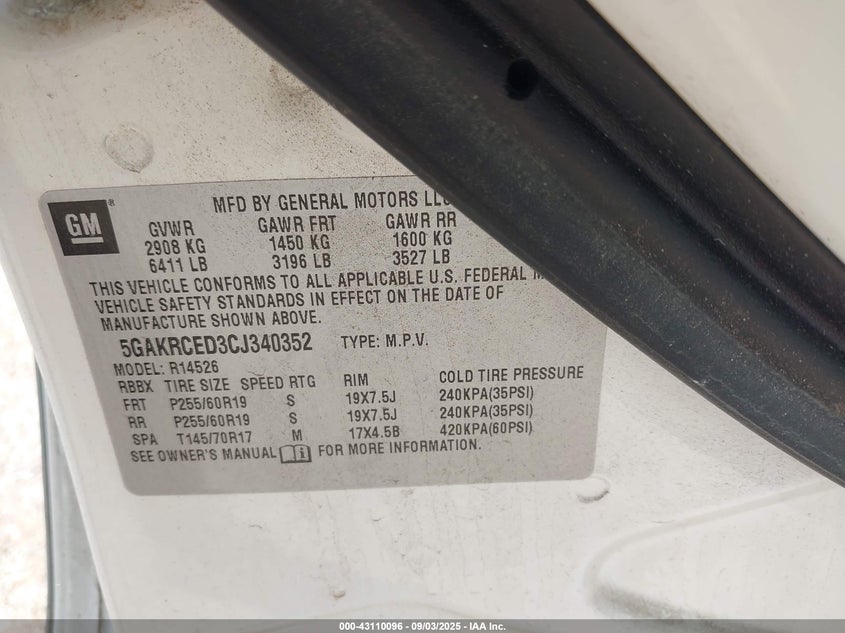 GM®
MFD BY GENERAL MOTORS LLC
GVWR GAWR FRT GAWR RR
2908 KG 1450 KG 1600 KG
6411 LB 3196 LB 3527 LB
THIS VEHICLE CONFORMS TO ALL APPLICABLE U.S. FEDERAL
VEHICLE SAFETY STANDARDS IN EFFECT ON THE DATE OF
MANUFACTURE SHOWN ABOVE.
5GAKRCED3CJ340352 TYPE: M.P.V.
MODEL: R14526
RBBX TIRE SIZE SPEED RTG RIM COLD TIRE PRESSURE
FRT P255/60R19 S 19X7.5J 240KPA(35PSI)
RR P255/60R19 S 19X7.5J 240KPA(35PSI)
SPA T145/70R17 M 17X4.5B 420KPA(60PSI)
SEE OWNER'S MANUAL FOR MORE INFORMATION.
000-43110096 - 09/03/2025 - IAA Inc.